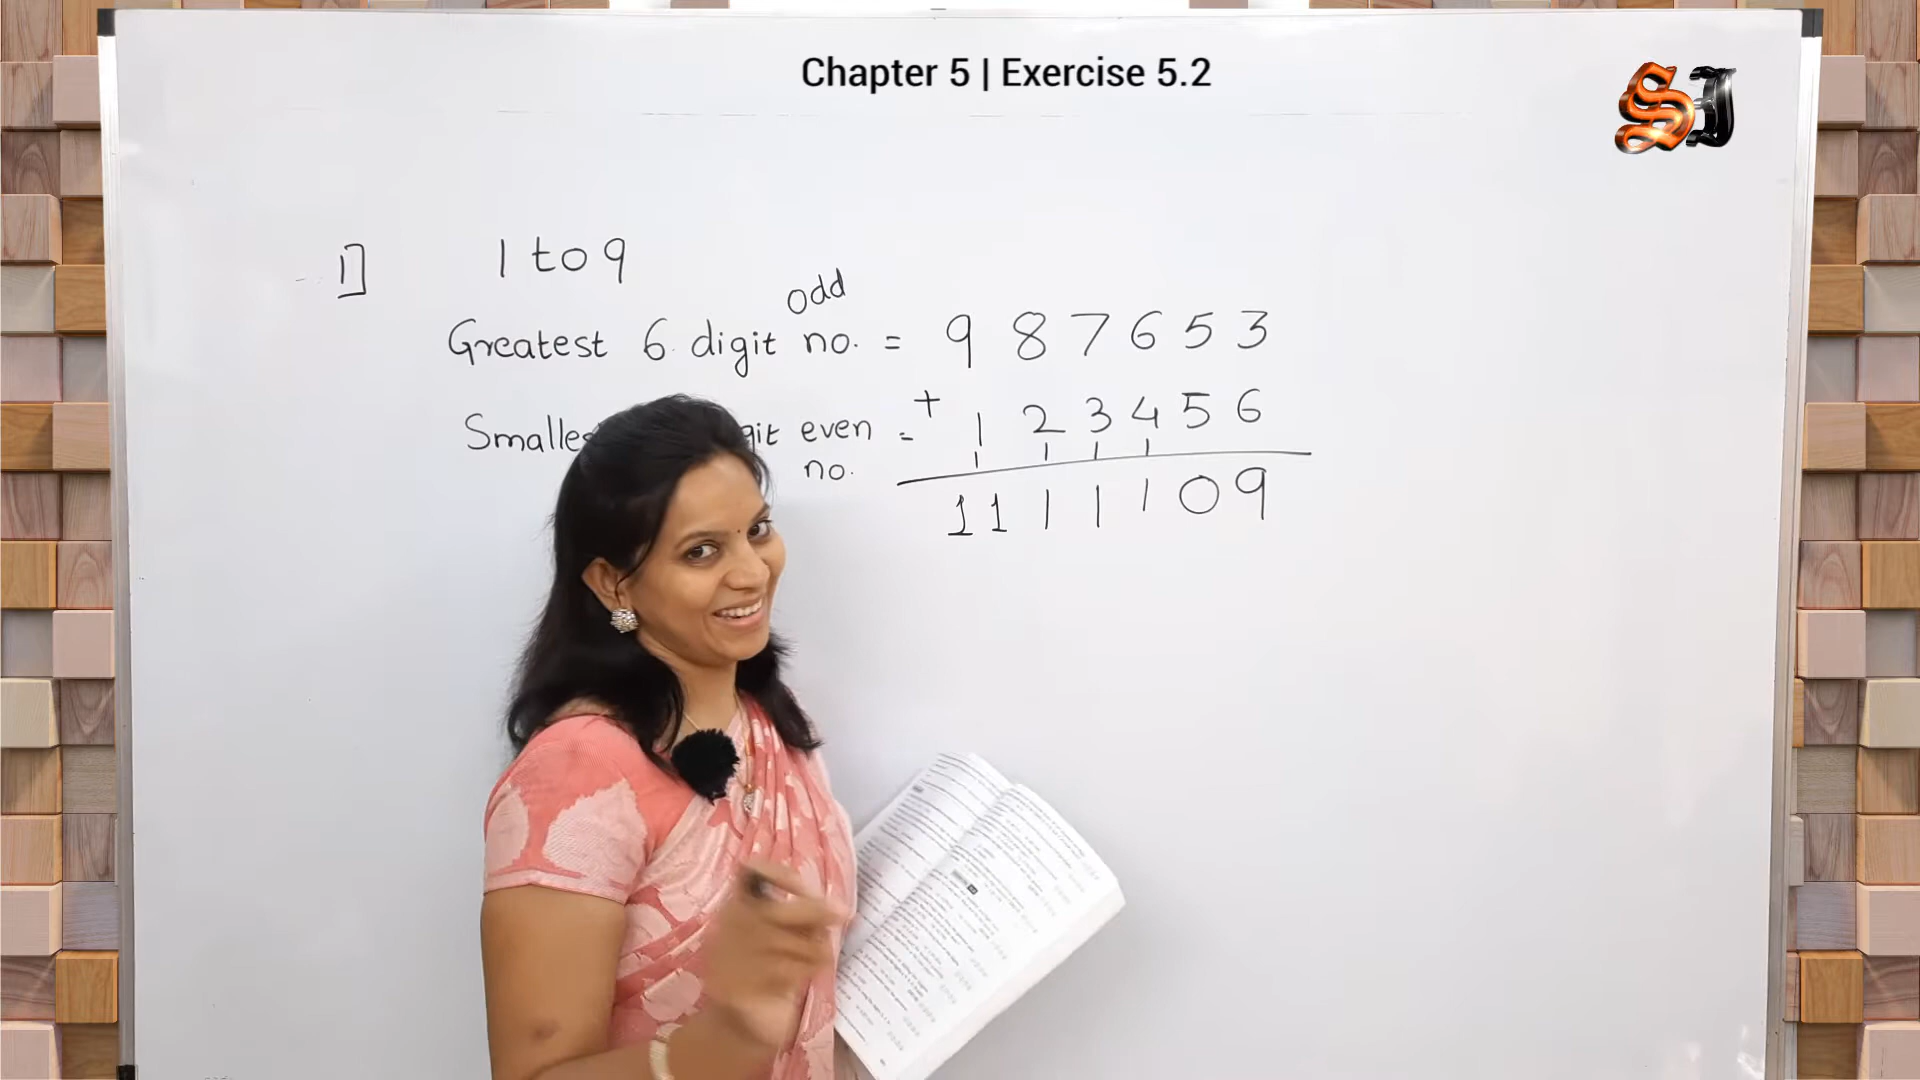 Chapter 5 | Exercise 5.2
SJ
1] 1 to 9
odd
Greatest 6 digit no. = 9 8 7 6 5 3
+ 1 2 3 4 5 6
even =
no.
1 1 1 1
1 1 1 1 1 0 9